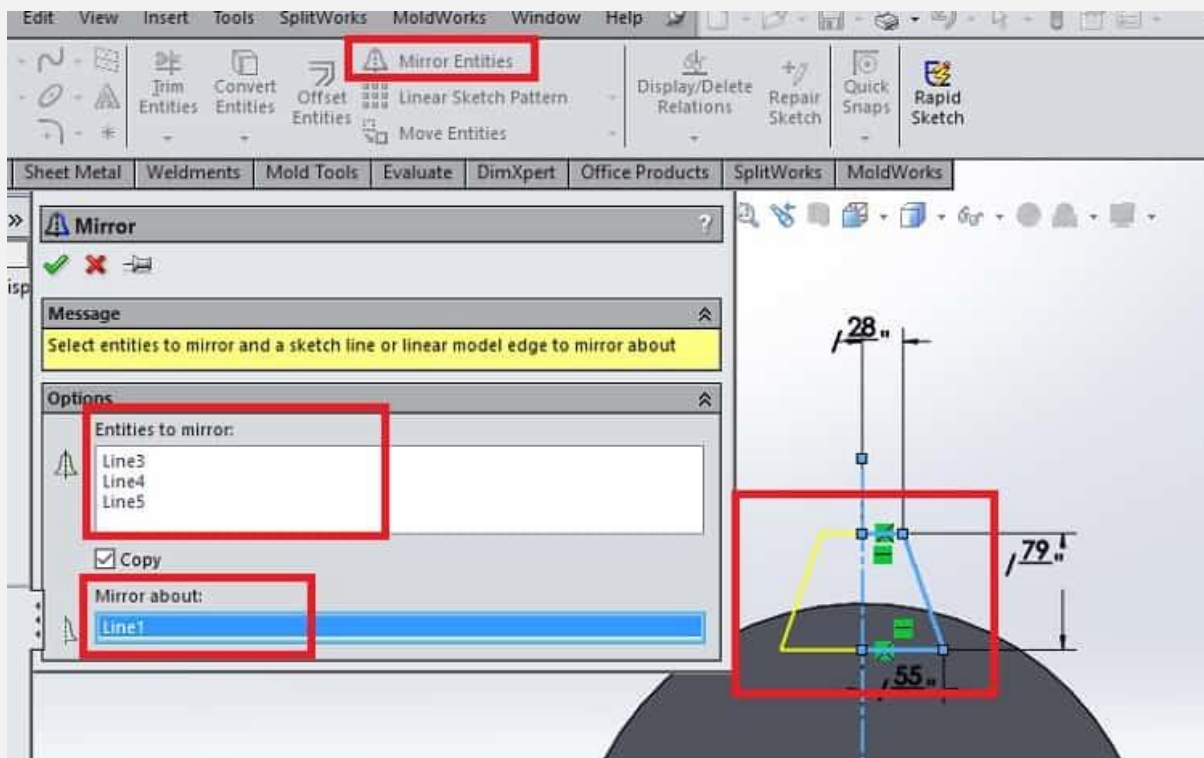 Edit View Insert Tools SplitWorks MoldWorks Window Help
Trim Entities
Convert Entities
Offset Entities
Mirror Entities
Linear Sketch Pattern
Move Entities
Display/Delete Relations
Repair Sketch
Quick Snaps
Rapid Sketch
Sheet Metal Weldments Mold Tools Evaluate DimXpert Office Products SplitWorks MoldWorks
» Mirror ?
isp
Message
Select entities to mirror and a sketch line or linear model edge to mirror about
Options
Entities to mirror:
Line3
Line4
Line5
Copy
Mirror about:
Line1
28"
79"
55"